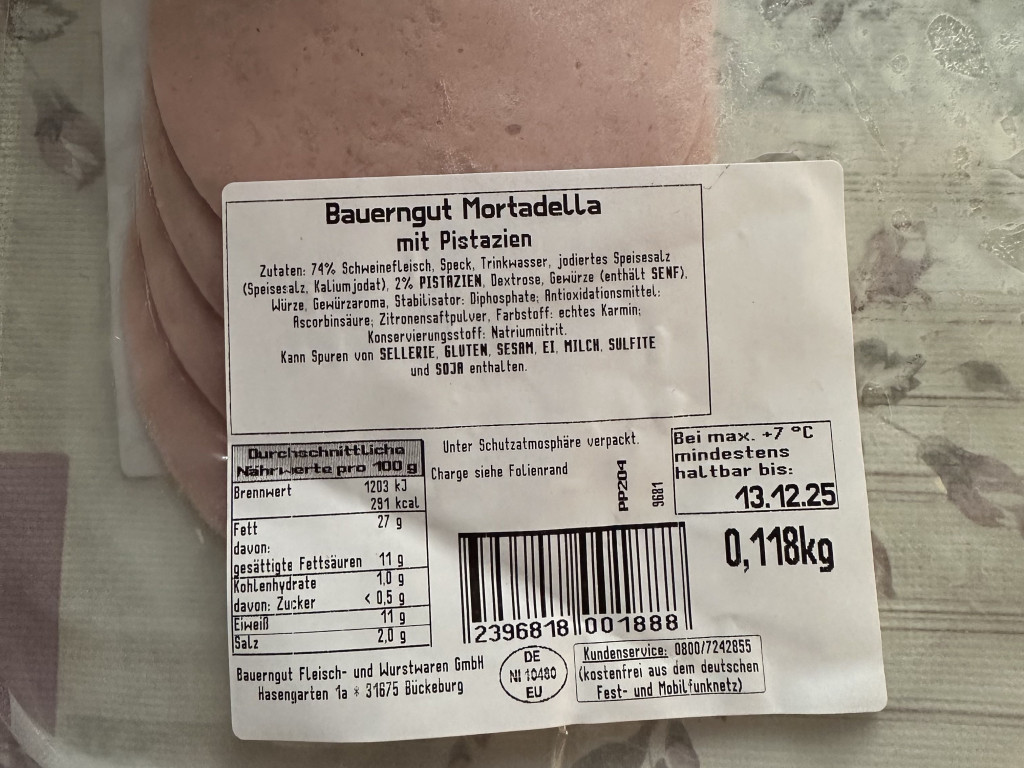 Bauerngut Mortadella
mit Pistazien
Zutaten: 74% Schweinefleisch, Speck, Trinkwasser, jodiertes Speisesalz
(Speisesalz, Kaliumjodat), 2% PISTAZIEN, Dextrose, Gewürze (enthält SENF),
Würze, Gewürzaroma, Stabilisator: Diphosphate; Antioxidationsmittel:
Ascorbinsäure; Zitronensaftpulver, Farbstoff: echtes Karmin;
Konservierungsstoff: Natriumnitrit.
Kann Spuren von SELLERIE, GLUTEN, SESAM, EI, MILCH, SULFITE
und SOJA enthalten.
Durchschnittliche
Nährwerte pro 100 g
Brennwert 1203 kJ
291 kcal
Fett 27 g
davon:
gesättigte Fettsäuren 11 g
Kohlenhydrate 1,0 g
davon: Zucker < 0,5 g
Eiweiß 11 g
Salz 2,0 g
Unter Schutzatmosphäre verpackt.
Charge siehe Folienrand
PP204
9681
Bei max. +7 °C
mindestens
haltbar bis:
13.12.25
0,118kg
2396818 001888
Bauerngut Fleisch- und Wurstwaren GmbH
Hasengarten 1a * 31675 Bückeburg
DE
NI 10480
EU
Kundenservice: 0800/7242855
(kostenfrei aus dem deutschen
Fest- und Mobilfunknetz)